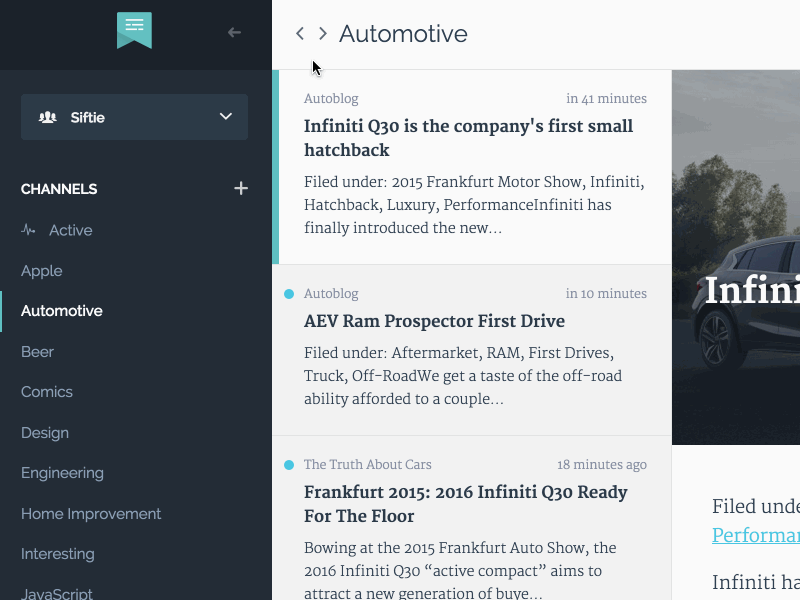 Siftie
CHANNELS
Active
Apple
Automotive
Beer
Comics
Design
Engineering
Home Improvement
Interesting
JavaScript
Automotive
Autoblog in 41 minutes
Infiniti Q30 is the company's first small
hatchback
Filed under: 2015 Frankfurt Motor Show, Infiniti,
Hatchback, Luxury, PerformanceInfiniti has
finally introduced the new…
Autoblog in 10 minutes
AEV Ram Prospector First Drive
Filed under: Aftermarket, RAM, First Drives,
Truck, Off-RoadWe get a taste of the off-road
ability afforded to a couple…
The Truth About Cars 18 minutes ago
Frankfurt 2015: 2016 Infiniti Q30 Ready
For The Floor
Bowing at the 2015 Frankfurt Auto Show, the
2016 Infiniti Q30 “active compact” aims to
attract a new generation of buye…
Infini
Filed unde
Performan
Infiniti ha